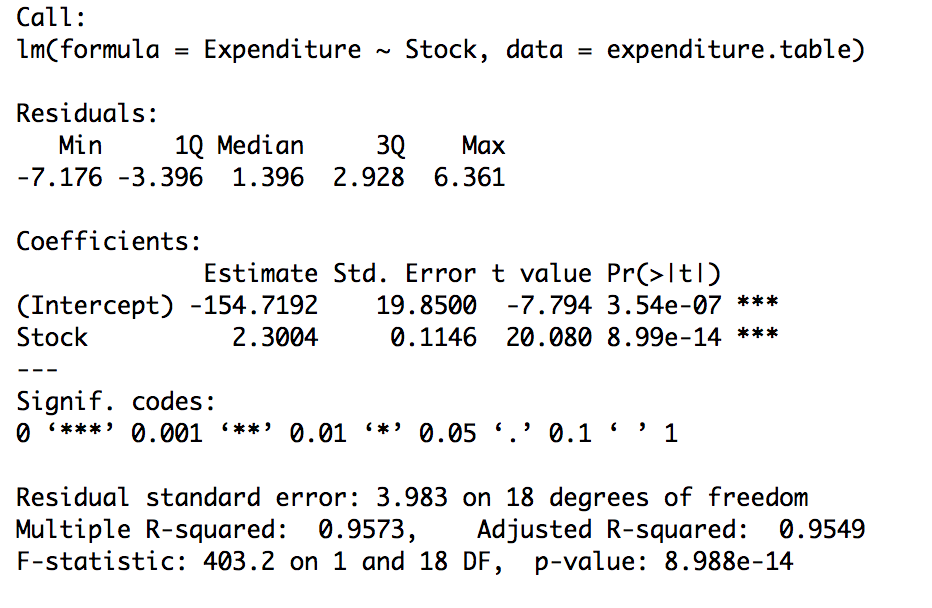 Call:
lm(formula = Expenditure ~ Stock, data = expenditure.table)
Residuals:
Min 1Q Median 3Q Max
-7.176 -3.396 1.396 2.928 6.361
Coefficients:
Estimate Std. Error t value Pr(>|t|)
(Intercept) -154.7192 19.8500 -7.794 3.54e-07 ***
Stock 2.3004 0.1146 20.080 8.99e-14 ***
---
Signif. codes:
0 ‘***’ 0.001 ‘**’ 0.01 ‘*’ 0.05 ‘.’ 0.1 ‘ ’ 1
Residual standard error: 3.983 on 18 degrees of freedom
Multiple R-squared: 0.9573, Adjusted R-squared: 0.9549
F-statistic: 403.2 on 1 and 18 DF, p-value: 8.988e-14